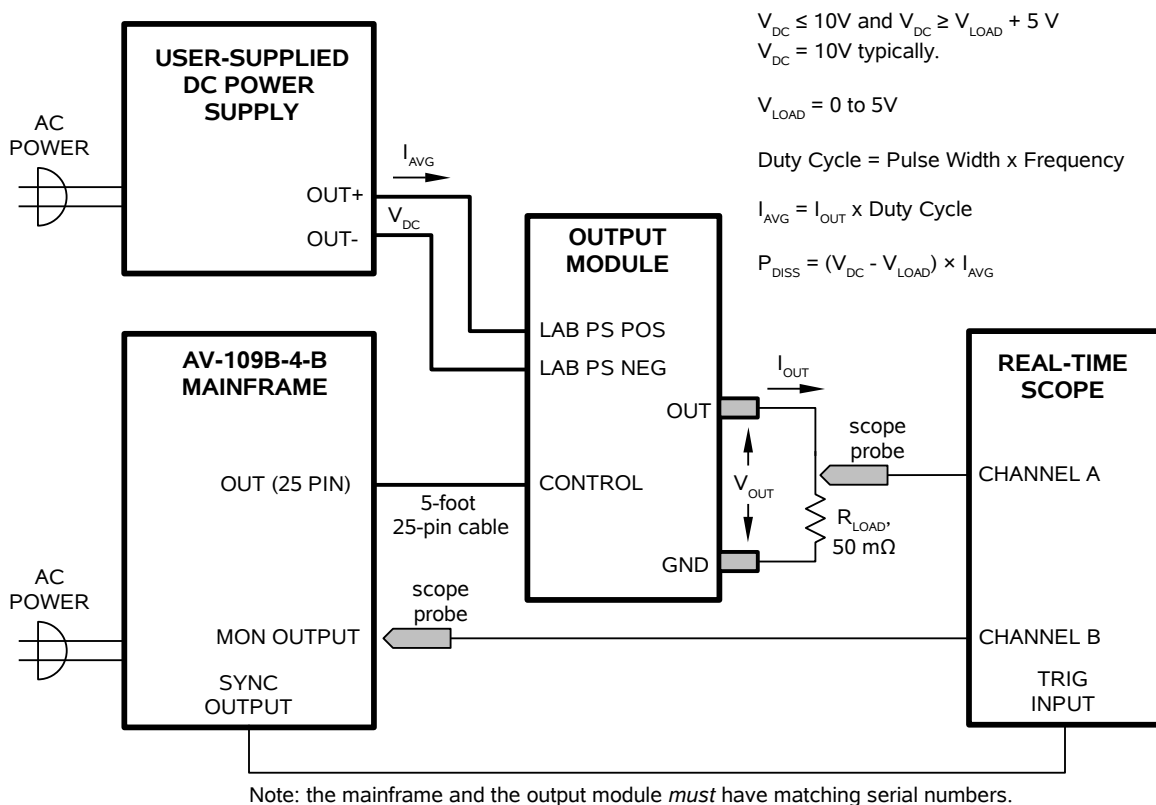 V_DC ≤ 10V and V_DC ≥ V_LOAD + 5 V
V_DC = 10V typically.
V_LOAD = 0 to 5V
Duty Cycle = Pulse Width x Frequency
I_AVG = I_OUT x Duty Cycle
P_DISS = (V_DC - V_LOAD) × I_AVG
USER-SUPPLIED
DC POWER
SUPPLY
AC
POWER
OUT+
OUT-
I_AVG
V_DC
OUTPUT
MODULE
LAB PS POS
LAB PS NEG
CONTROL
OUT
GND
AV-109B-4-B
MAINFRAME
OUT (25 PIN)
5-foot
25-pin cable
AC
POWER
MON OUTPUT
SYNC
OUTPUT
scope
probe
I_OUT
V_OUT
R_LOAD,
50 mΩ
scope
probe
REAL-TIME
SCOPE
CHANNEL A
CHANNEL B
TRIG
INPUT
Note: the mainframe and the output module must have matching serial numbers.